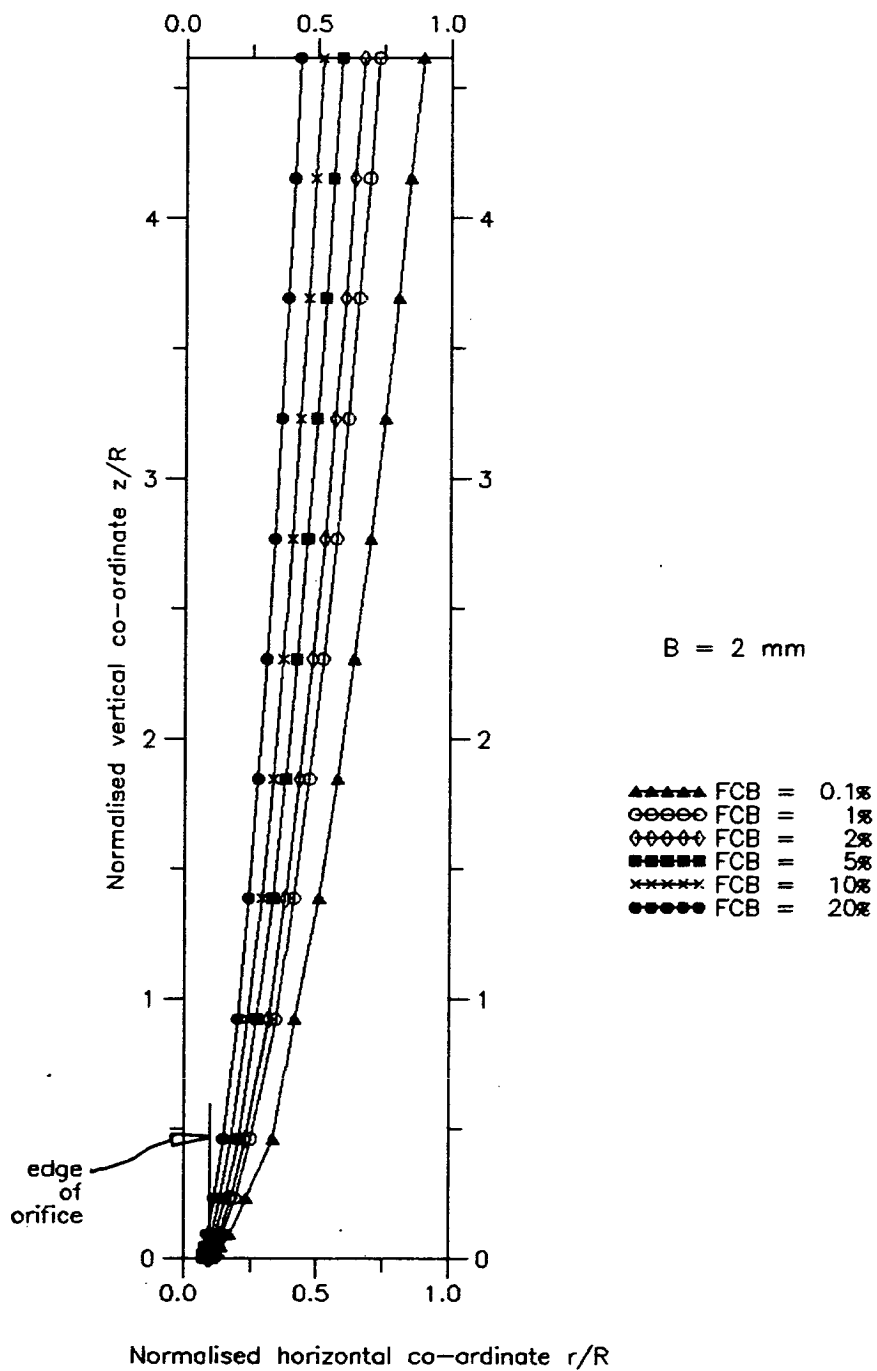 0.0 0.5 1.0
4 4
3 3
2 2
1 1
0 0
Normalised vertical co-ordinate z/R
B = 2 mm
FCB = 0.1%
FCB = 1%
FCB = 2%
FCB = 5%
FCB = 10%
FCB = 20%
edge
of
orifice
0.0 0.5 1.0
Normalised horizontal co-ordinate r/R